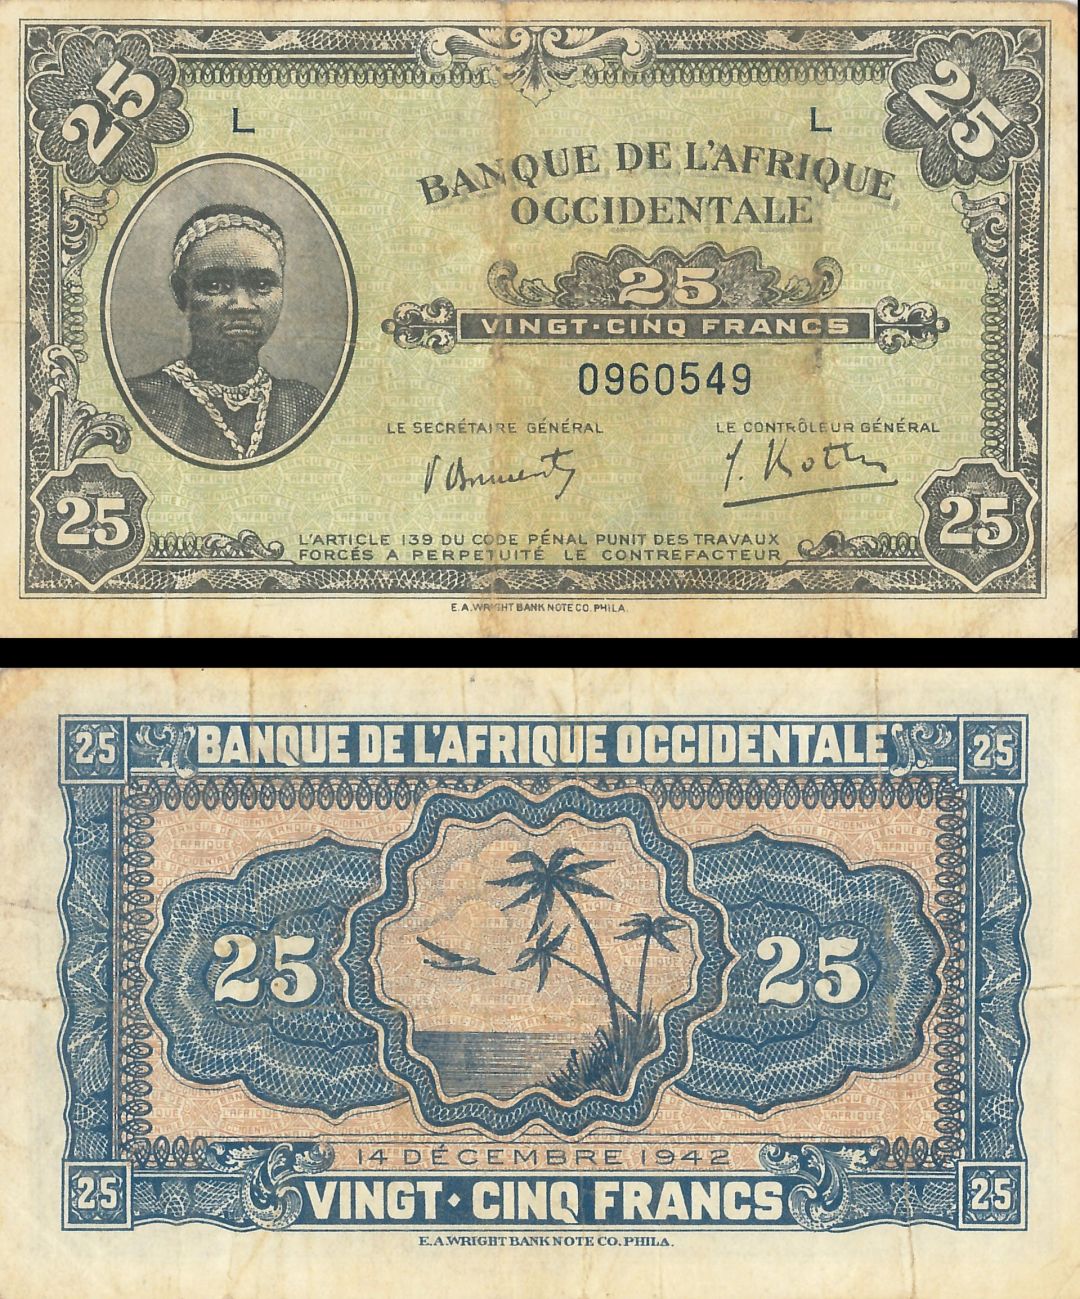 25
25
L
L
BANQUE DE L'AFRIQUE
OCCIDENTALE
25
VINGT-CINQ FRANCS
0960549
LE SECRÉTAIRE GÉNÉRAL
LE CONTRÔLEUR GÉNÉRAL
25
25
L'ARTICLE 139 DU CODE PÉNAL PUNIT DES TRAVAUX
FORCÉS A PERPETUITÉ LE CONTREFACTEUR
E.A.WRIGHT BANK NOTE CO. PHILA.
25
BANQUE DE L'AFRIQUE OCCIDENTALE
25
25
25
14 DÉCEMBRE 1942
25
VINGT·CINQ FRANCS
25
E.A.WRIGHT BANK NOTE CO. PHILA.